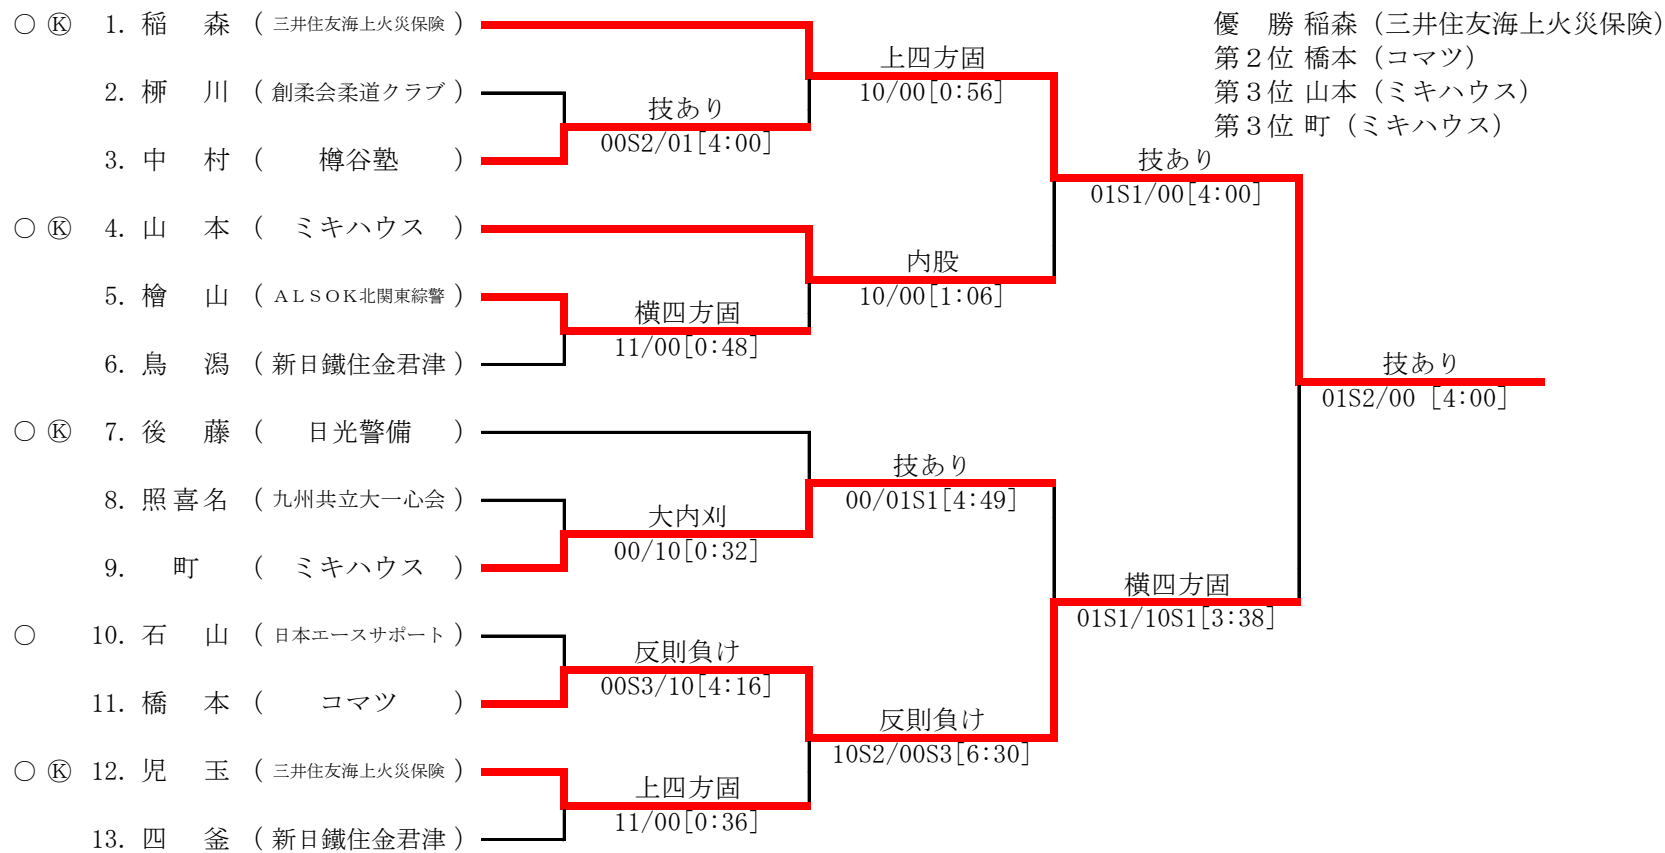 ○ Ⓚ 1. 稲 森 ( 三井住友海上火災保険 )
2. 栁 川 ( 創柔会柔道クラブ )
3. 中 村 ( 樽谷塾 )
○ Ⓚ 4. 山 本 ( ミキハウス )
5. 檜 山 ( ALSOK北関東綜警 )
6. 鳥 潟 ( 新日鐵住金君津 )
○ Ⓚ 7. 後 藤 ( 日光警備 )
8. 照喜名 ( 九州共立大一心会 )
9. 町 ( ミキハウス )
○ 10. 石 山 ( 日本エースサポート )
11. 橋 本 ( コマツ )
○ Ⓚ 12. 児 玉 ( 三井住友海上火災保険 )
13. 四 釜 ( 新日鐵住金君津 )
技あり
00S2/01[4:00]
横四方固
11/00[0:48]
大内刈
00/10[0:32]
反則負け
00S3/10[4:16]
上四方固
11/00[0:36]
上四方固
10/00[0:56]
内股
10/00[1:06]
技あり
00/01S1[4:49]
反則負け
10S2/00S3[6:30]
技あり
01S1/00[4:00]
横四方固
01S1/10S1[3:38]
技あり
01S2/00 [4:00]
優 勝 稲森 (三井住友海上火災保険)
第2位 橋本 (コマツ)
第3位 山本 (ミキハウス)
第3位 町 (ミキハウス)